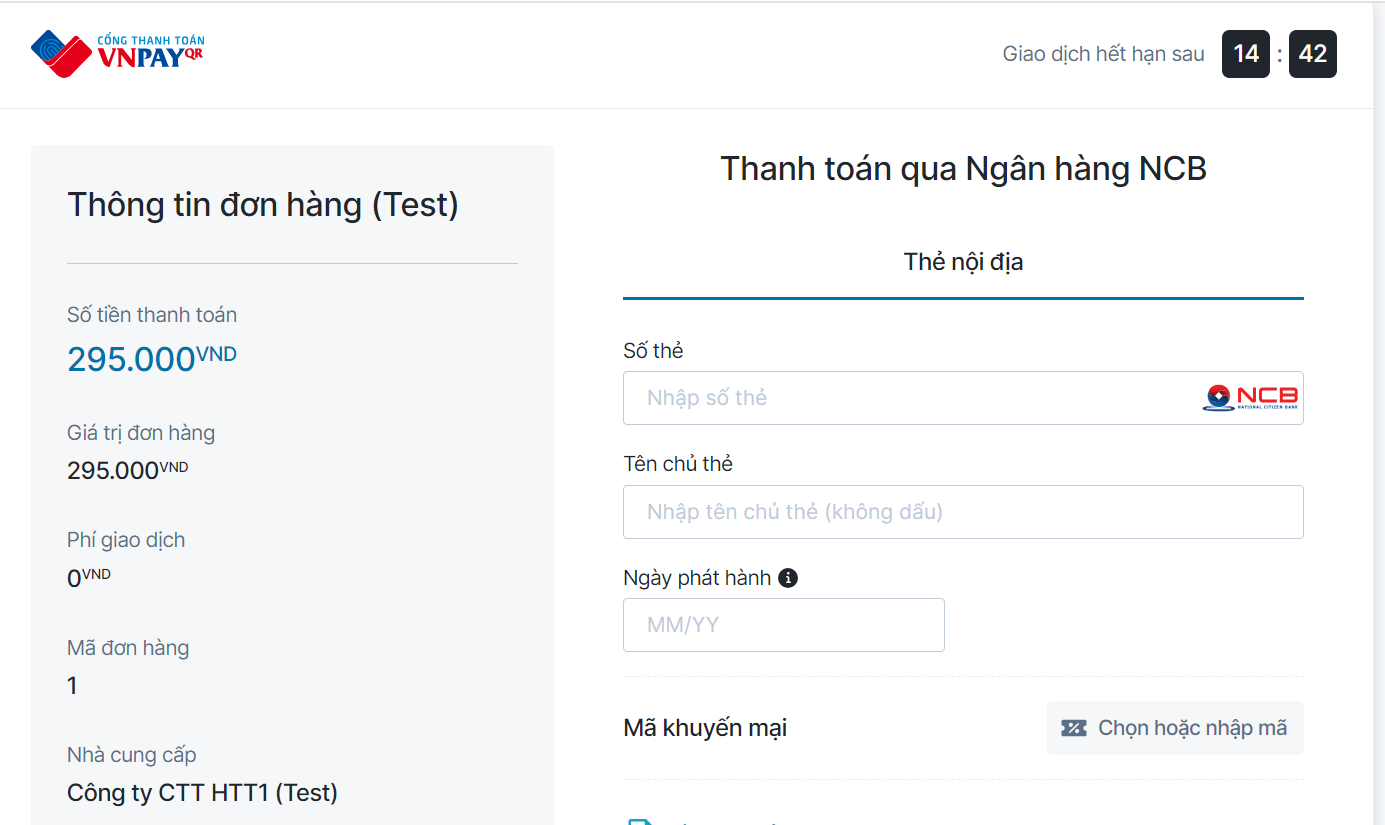 CỔNG THANH TOÁN
VNPAYQR
Giao dịch hết hạn sau 14 : 42
Thông tin đơn hàng (Test)
Số tiền thanh toán
295.000VND
Giá trị đơn hàng
295.000VND
Phí giao dịch
0VND
Mã đơn hàng
1
Nhà cung cấp
Công ty CTT HTT1 (Test)
Thanh toán qua Ngân hàng NCB
Thẻ nội địa
Số thẻ
Nhập số thẻ
NCB
NATIONAL CITIZEN BANK
Tên chủ thẻ
Nhập tên chủ thẻ (không dấu)
Ngày phát hành
MM/YY
Mã khuyến mại
Chọn hoặc nhập mã